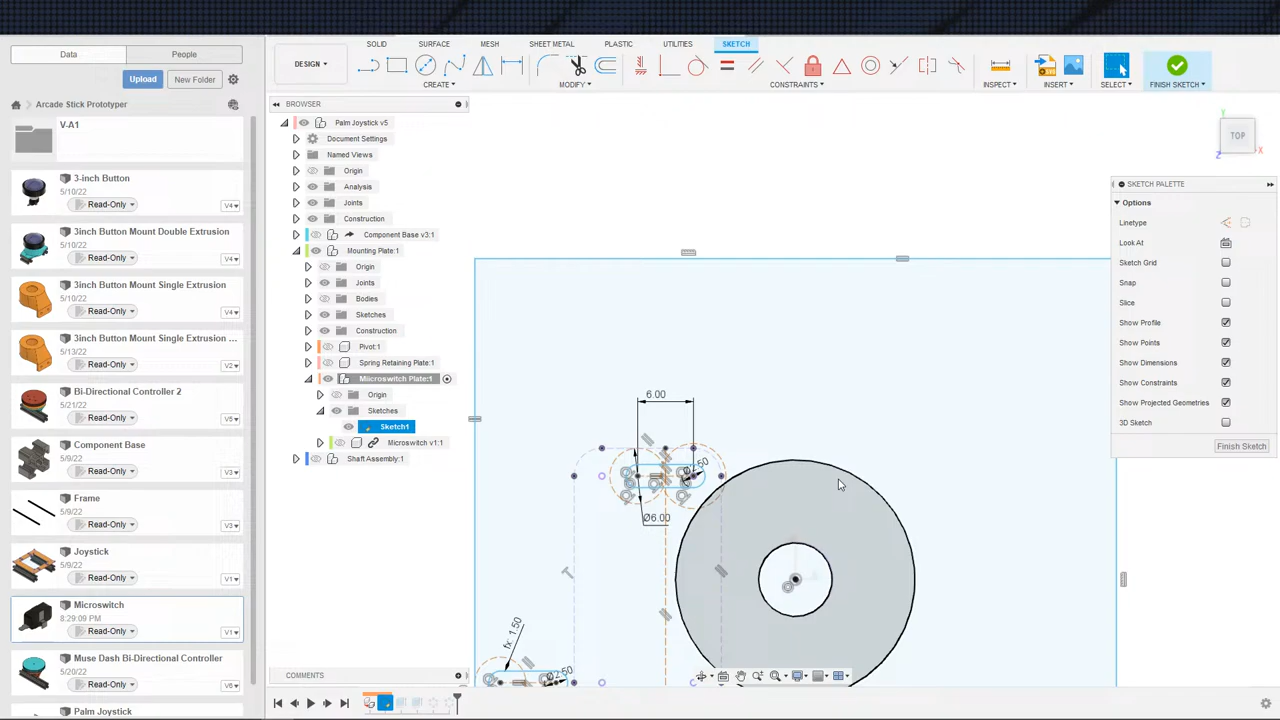 Data
People
Upload
New Folder
Arcade Stick Prototyper
V-A1
3-inch Button
5/10/22
Read-Only
V4
3-inch Button Mount Double Extrusion
5/10/22
Read-Only
V4
3inch Button Mount Single Extrusion
5/10/22
Read-Only
V4
3inch Button Mount Single Extrusion ...
5/13/22
Read-Only
V2
Bi-Directional Controller 2
5/21/22
Read-Only
V4
Component Base
5/9/22
Read-Only
V3
Frame
5/9/22
Read-Only
V1
Joystick
5/9/22
Read-Only
V1
Microswitch
8:29:09 PM
Read-Only
V1
Muse Dash Bi-Directional Controller
5/20/22
Read-Only
V6
Palm Joystick
SOLID SURFACE MESH SHEET METAL PLASTIC UTILITIES SKETCH
DESIGN
CREATE MODIFY CONSTRAINTS INSPECT INSERT SELECT FINISH SKETCH
BROWSER
Palm Joystick v5
Document Settings
Named Views
Origin
Analysis
Joints
Construction
Component Base v3:1
Mounting Plate:1
Origin
Joints
Bodies
Sketches
Construction
Pivot:1
Spring Retaining Plate:1
Miicroswitch Plate:1
Origin
Sketches
Sketch1
Microswitch v1:1
Shaft Assembly:1
COMMENTS
6.00
Ø6.00
fx: 1.50
TOP
Y
X
Z
SKETCH PALETTE
Options
Linetype
Look At
Sketch Grid
Snap
Slice
Show Profile
Show Points
Show Dimensions
Show Constraints
Show Projected Geometries
3D Sketch
Finish Sketch